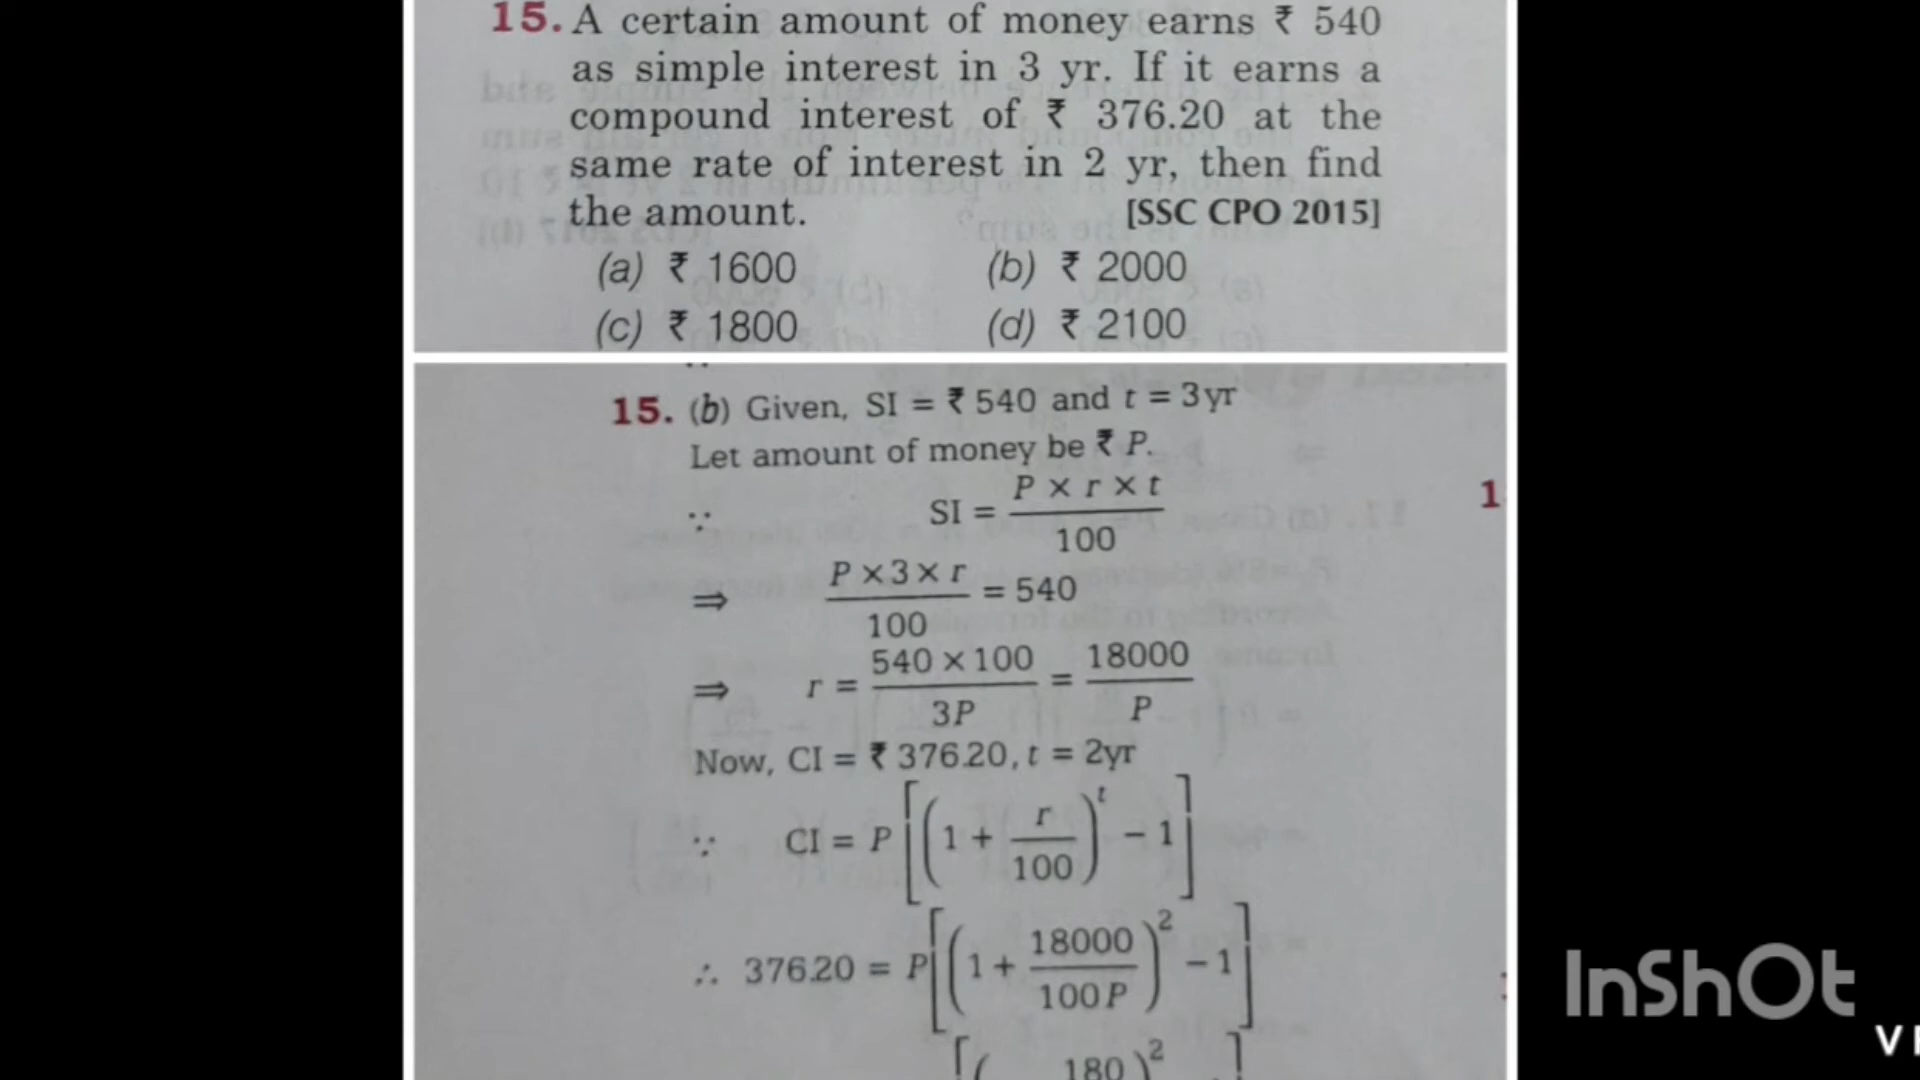 15. A certain amount of money earns ₹ 540
as simple interest in 3 yr. If it earns a
compound interest of ₹ 376.20 at the
same rate of interest in 2 yr, then find
the amount. [SSC CPO 2015]
(a) ₹ 1600 (b) ₹ 2000
(c) ₹ 1800 (d) ₹ 2100
15. (b) Given, SI = ₹ 540 and t = 3 yr
Let amount of money be ₹ P.
∵ SI = (P × r × t)/100
⇒ (P × 3 × r)/100 = 540
⇒ r = (540 × 100)/3P = 18000/P
Now, CI = ₹ 376.20, t = 2yr
∵ CI = P[(1 + r/100)^t − 1]
∴ 376.20 = P[(1 + 18000/100P)^2 − 1]
180 2
1
InShOt